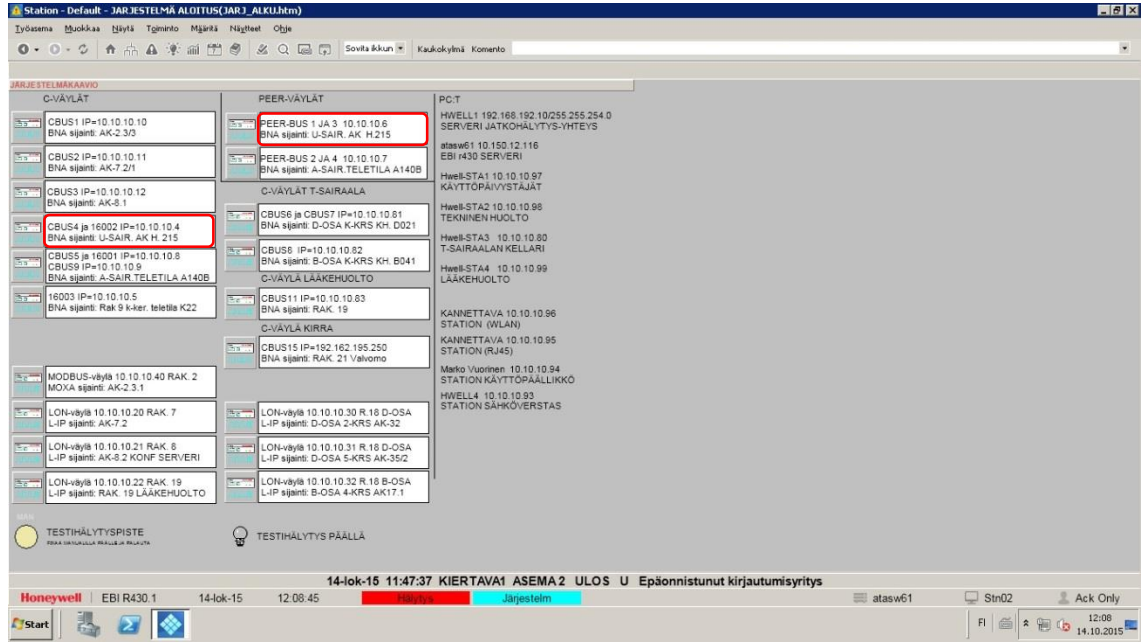 Station - Default - JARJESTELMÄ ALOITUS(JARJ_ALKU.htm)
Työasema Muokkaa Näytä Toiminto Määritä Näytteet Ohje
Sovita ikkun Kaukokylmä Komento
JÄRJESTELMÄKAAVIO
C-VÄYLÄT
CBUS1 IP=10.10.10.10
BNA sijainti: AK-2.3/3
CBUS2 IP=10.10.10.11
BNA sijainti: AK-7.2/1
CBUS3 IP=10.10.10.12
BNA sijainti: AK-8.1
CBUS4 ja 16002 IP=10.10.10.4
BNA sijainti: U-SAIR. AK H. 215
CBUS5 ja 16001 IP=10.10.10.8
CBUS9 IP=10.10.10.9
BNA sijainti: A-SAIR.TELETILA A140B
16003 IP=10.10.10.5
BNA sijainti: Rak 9 k-ker. teletila K22
MODBUS-väylä 10.10.10.40 RAK. 2
MOXA sijainti: AK-2.3.1
LON-väylä 10.10.10.20 RAK. 7
L-IP sijainti: AK-7.2
LON-väylä 10.10.10.21 RAK. 8
L-IP sijainti: AK-8.2 KONF SERVERI
LON-väylä 10.10.10.22 RAK. 19
L-IP sijainti: RAK. 19 LÄÄKEHUOLTO
PEER-VÄYLÄT
PEER-BUS 1 JA 3 10.10.10.6
BNA sijainti: U-SAIR. AK H.215
PEER-BUS 2 JA 4 10.10.10.7
BNA sijainti: A-SAIR.TELETILA A140B
C-VÄYLÄT T-SAIRAALA
CBUS6 ja CBUS7 IP=10.10.10.81
BNA sijainti: D-OSA K-KRS KH. D021
CBUS8 IP=10.10.10.82
BNA sijainti: B-OSA K-KRS KH. B041
C-VÄYLÄ LÄÄKEHUOLTO
CBUS11 IP=10.10.10.83
BNA sijainti: RAK. 19
C-VÄYLÄ KIRRA
CBUS15 IP=192.162.195.250
BNA sijainti: RAK. 21 Valvomo
LON-väylä 10.10.10.30 R.18 D-OSA
L-IP sijainti: D-OSA 2-KRS AK-32
LON-väylä 10.10.10.31 R.18 D-OSA
L-IP sijainti: D-OSA 5-KRS AK-35/2
LON-väylä 10.10.10.32 R.18 B-OSA
L-IP sijainti: B-OSA 4-KRS AK17.1
PC:T
HWELL1 192.168.192.10/255.255.254.0
SERVERI JATKOHÄLYTYS-YHTEYS
atasw61 10.150.12.116
EBI r430 SERVERI
Hwell-STA1 10.10.10.97
KÄYTTÖPÄIVYSTÄJÄT
Hwell-STA2 10.10.10.98
TEKNINEN HUOLTO
Hwell-STA3 10.10.10.80
T-SAIRAALAN KELLARI
Hwell-STA4 10.10.10.99
LÄÄKEHUOLTO
KANNETTAVA 10.10.10.96
STATION (WLAN)
KANNETTAVA 10.10.10.95
STATION (RJ45)
Marko Vuorinen 10.10.10.94
STATION KÄYTTÖPÄÄLLIKKÖ
HWELL4 10.10.10.93
STATION SÄHKÖVERSTAS
MAN
TESTIHÄLYTYSPISTE
TESTIHÄLYTYS PÄÄLLÄ
14-lok-15 11:47:37 KIERTAVA1 ASEMA2 ULOS U Epäonnistunut kirjautumisyritys
Honeywell EBI R430.1 14-lok-15 12:08:45 Hälytys Järjestelm atasw61 Stn02 Ack Only
Start FI 12:08
14.10.2015